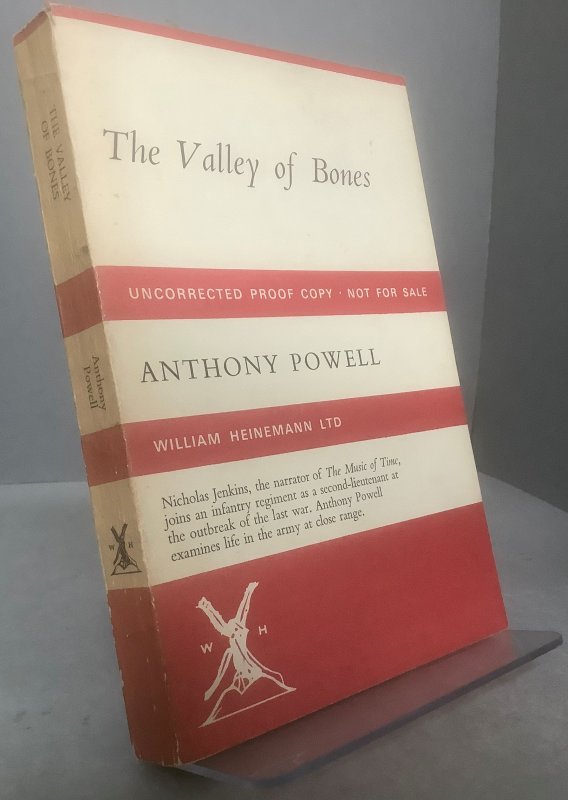 The Valley of Bones
UNCORRECTED PROOF COPY · NOT FOR SALE
ANTHONY POWELL
WILLIAM HEINEMANN LTD
Nicholas Jenkins, the narrator of The Music of Time,
joins an infantry regiment as a second-lieutenant at
the outbreak of the last war. Anthony Powell
examines life in the army at close range.
W H
THE VALLEY
OF BONES
Anthony
Powell
W H